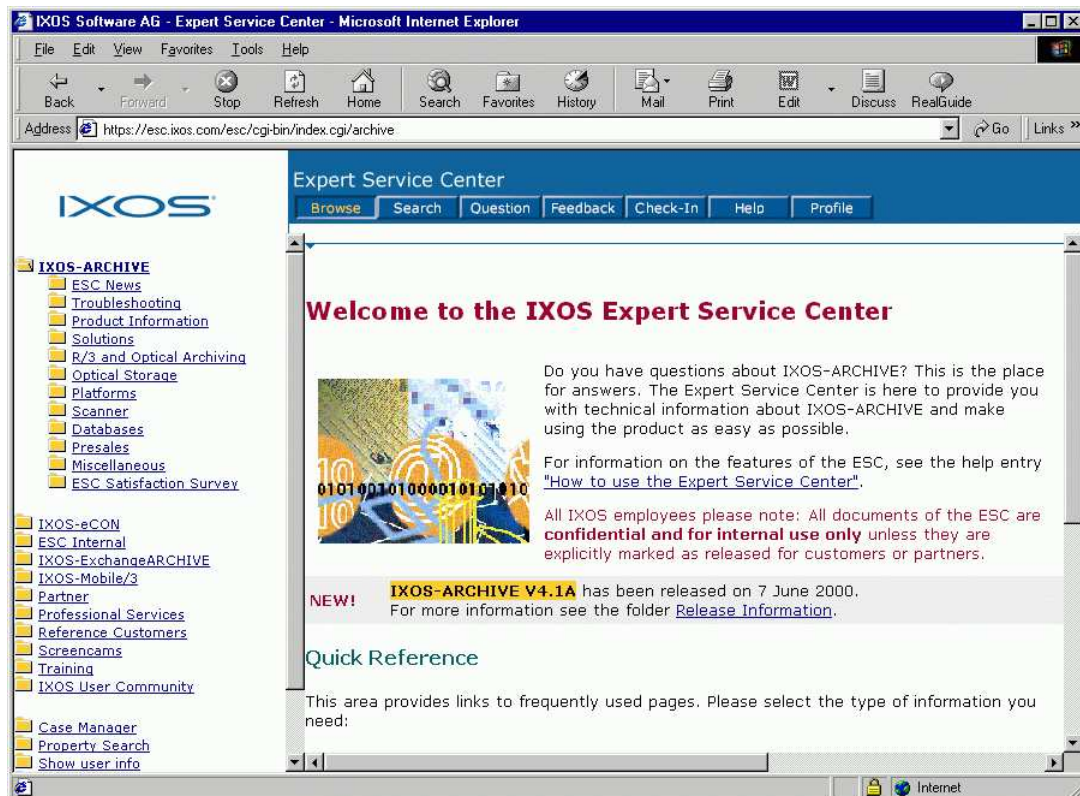 IXOS Software AG - Expert Service Center - Microsoft Internet Explorer
File Edit View Favorites Tools Help
Back Forward Stop Refresh Home Search Favorites History Mail Print Edit Discuss RealGuide
Address https://esc.ixos.com/esc/cgi-bin/index.cgi/archive Go Links »
IXOS
Expert Service Center
Browse Search Question Feedback Check-In Help Profile
IXOS-ARCHIVE
ESC News
Troubleshooting
Product Information
Solutions
R/3 and Optical Archiving
Optical Storage
Platforms
Scanner
Databases
Presales
Miscellaneous
ESC Satisfaction Survey
IXOS-eCON
ESC Internal
IXOS-ExchangeARCHIVE
IXOS-Mobile/3
Partner
Professional Services
Reference Customers
Screencams
Training
IXOS User Community
Case Manager
Property Search
Show user info
Welcome to the IXOS Expert Service Center
Do you have questions about IXOS-ARCHIVE? This is the place
for answers. The Expert Service Center is here to provide you
with technical information about IXOS-ARCHIVE and make
using the product as easy as possible.
For information on the features of the ESC, see the help entry
"How to use the Expert Service Center".
All IXOS employees please note: All documents of the ESC are
confidential and for internal use only unless they are
explicitly marked as released for customers or partners.
NEW! IXOS-ARCHIVE V4.1A has been released on 7 June 2000.
For more information see the folder Release Information.
Quick Reference
This area provides links to frequently used pages. Please select the type of information you
need:
Internet